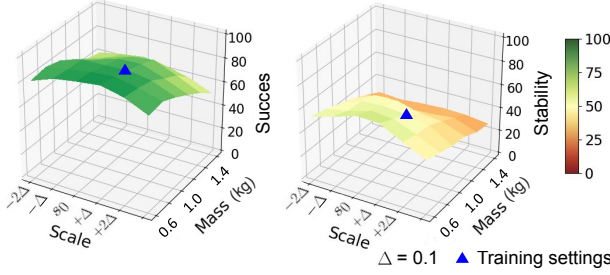 100
80
60
40
20
0
Succes
−2Δ
−Δ
s₀
+Δ
+2Δ
Scale
0.6
1.0
1.4
Mass (kg)
100
80
60
40
20
0
Stability
−2Δ
−Δ
s₀
+Δ
+2Δ
Scale
0.6
1.0
1.4
Mass (kg)
100
75
50
25
0
Δ = 0.1 Training settings